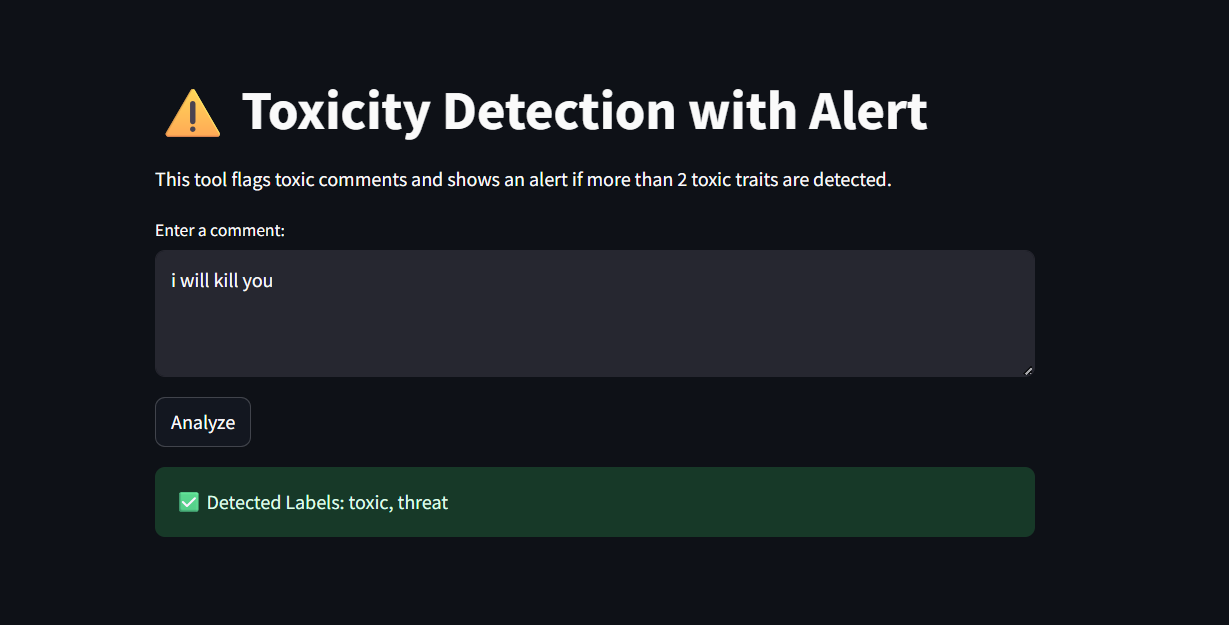 ⚠️ Toxicity Detection with Alert
This tool flags toxic comments and shows an alert if more than 2 toxic traits are detected.
Enter a comment:
i will kill you
Analyze
✅ Detected Labels: toxic, threat